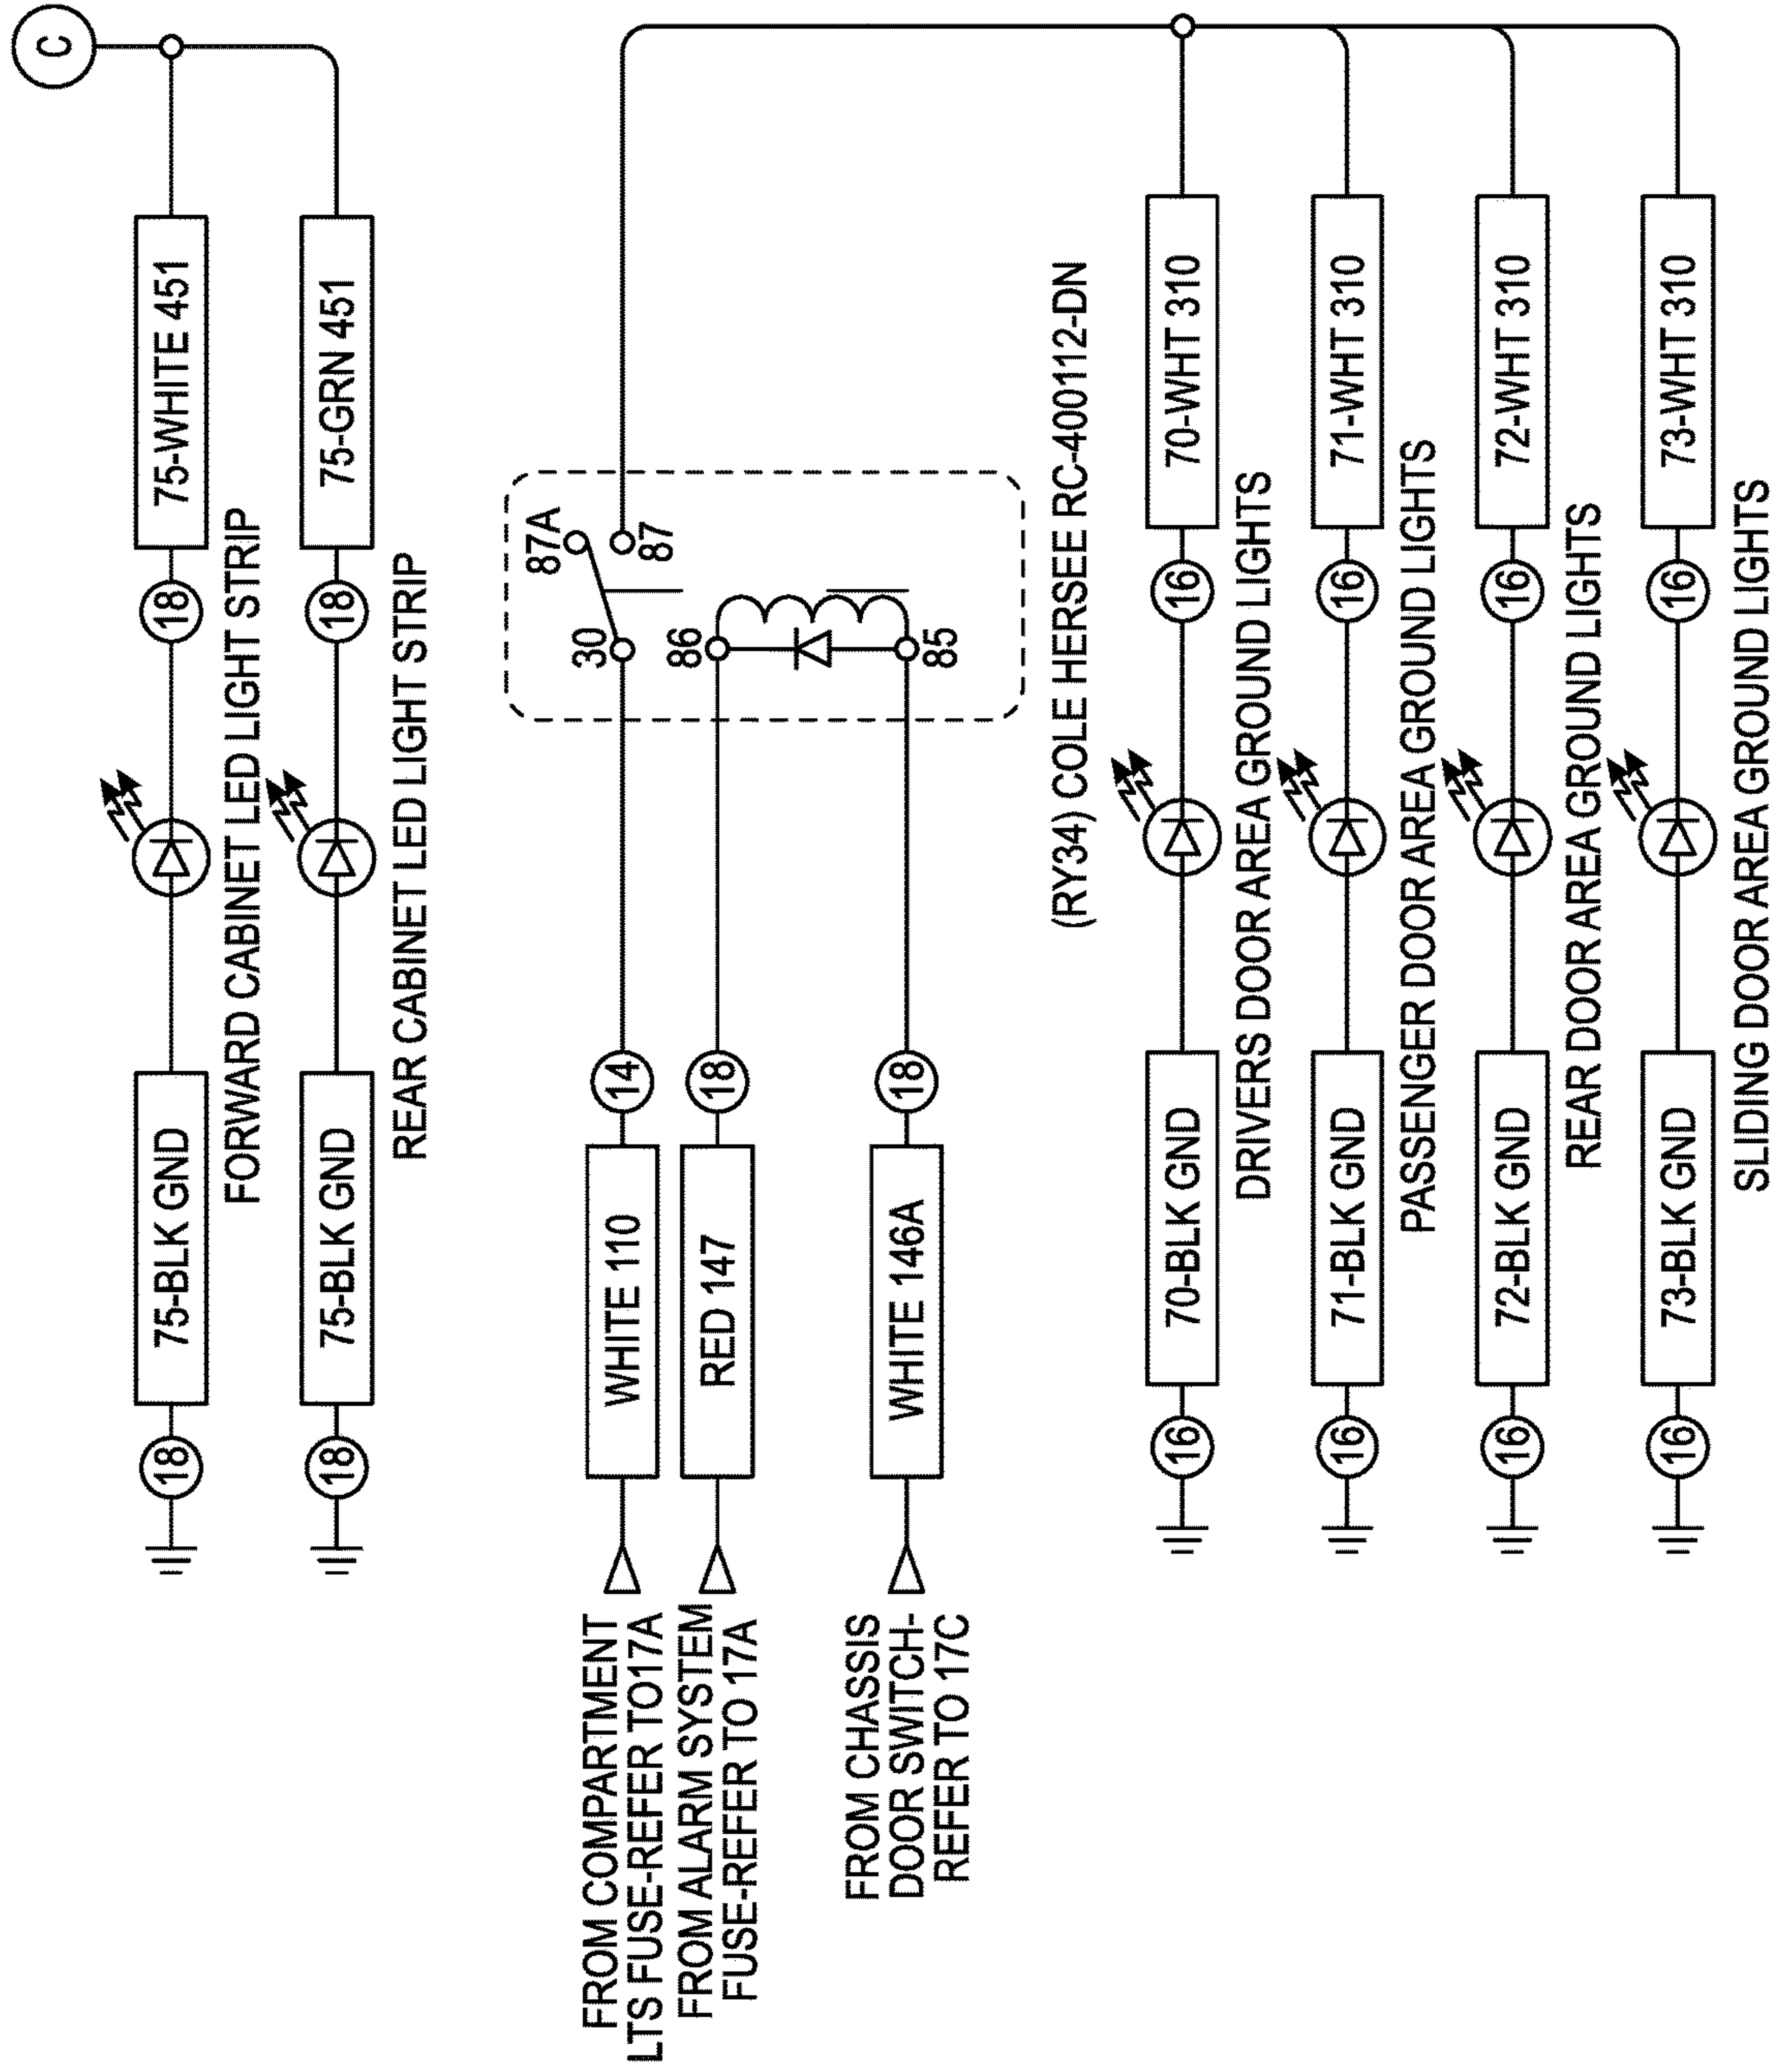 C
18
75-BLK GND
18
75-WHITE 451
FORWARD CABINET LED LIGHT STRIP
18
75-BLK GND
18
75-GRN 451
REAR CABINET LED LIGHT STRIP
FROM COMPARTMENT
LTS FUSE-REFER TO17A
WHITE 110
14
30
87A
87
FROM ALARM SYSTEM
FUSE-REFER TO 17A
RED 147
18
86
FROM CHASSIS
DOOR SWITCH-
REFER TO 17C
WHITE 146A
18
85
(RY34) COLE HERSEE RC-400112-DN
16
70-BLK GND
16
70-WHT 310
DRIVERS DOOR AREA GROUND LIGHTS
16
71-BLK GND
16
71-WHT 310
PASSENGER DOOR AREA GROUND LIGHTS
16
72-BLK GND
16
72-WHT 310
REAR DOOR AREA GROUND LIGHTS
16
73-BLK GND
16
73-WHT 310
SLIDING DOOR AREA GROUND LIGHTS